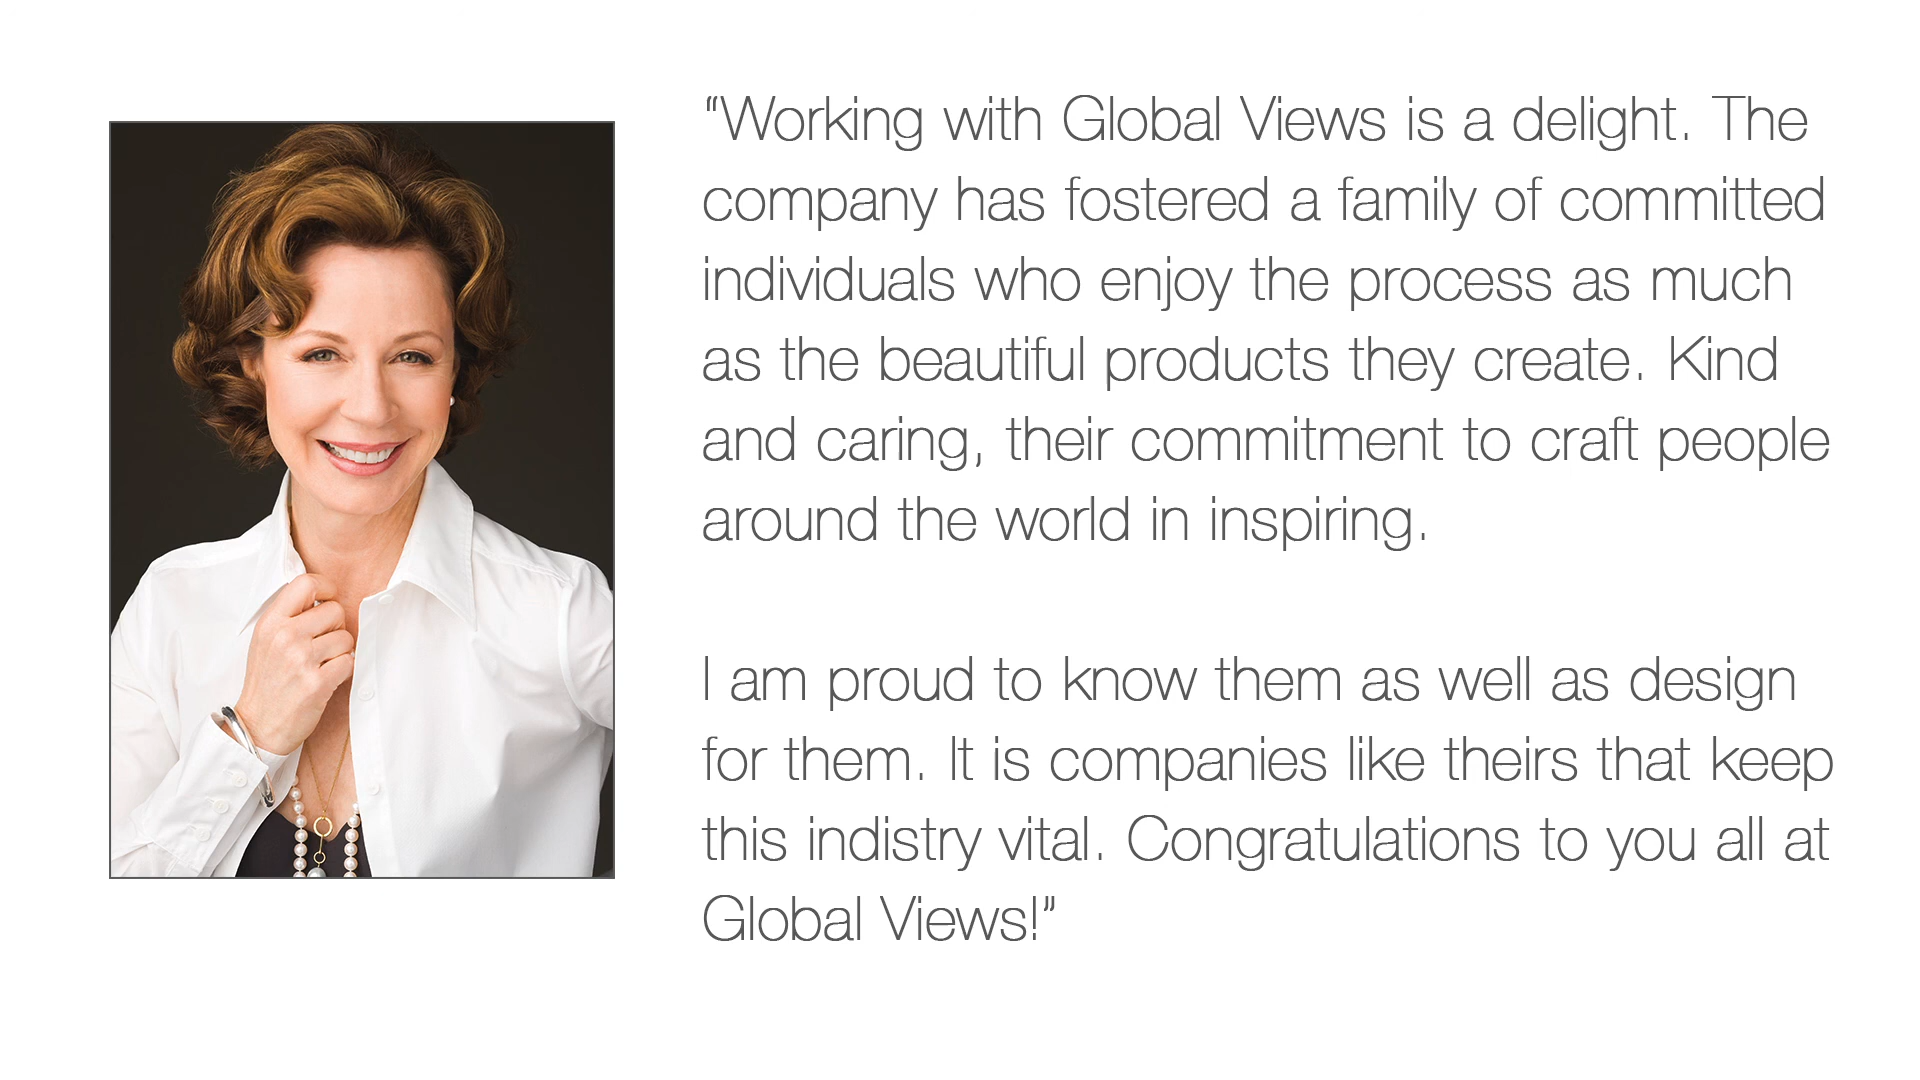 “Working with Global Views is a delight. The
company has fostered a family of committed
individuals who enjoy the process as much
as the beautiful products they create. Kind
and caring, their commitment to craft people
around the world in inspiring.
I am proud to know them as well as design
for them. It is companies like theirs that keep
this indistry vital. Congratulations to you all at
Global Views!”